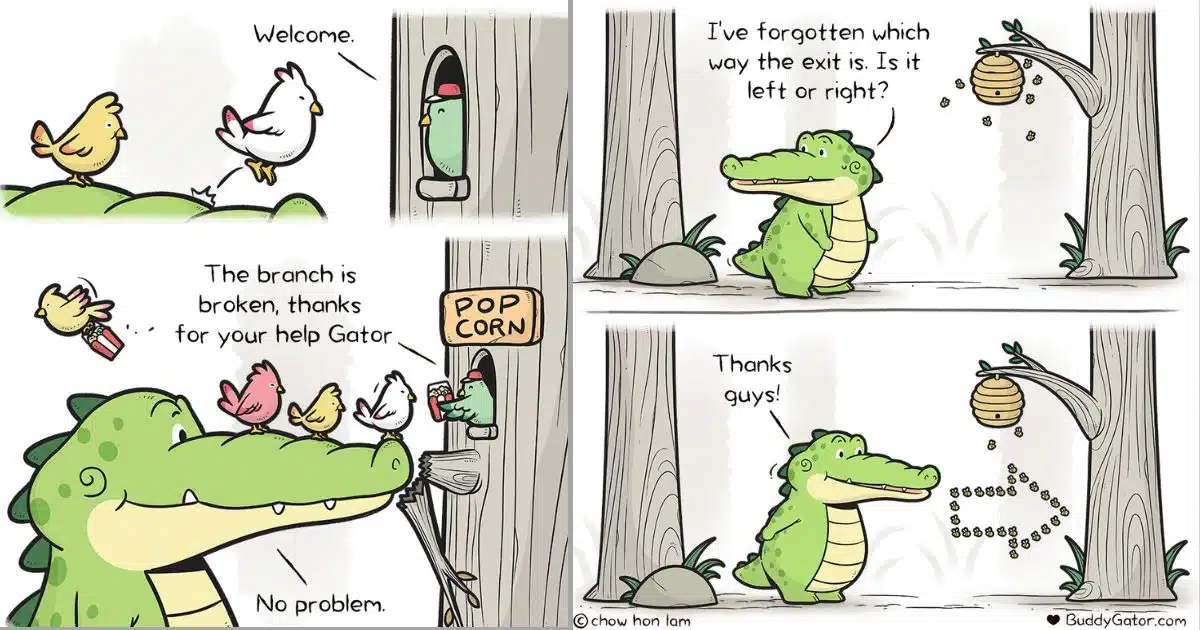 Welcome.
The branch is
broken, thanks
for your help Gator
POP
CORN
No problem.
I've forgotten which
way the exit is. Is it
left or right?
Thanks
guys!
© chow hon lam
BuddyGator.com